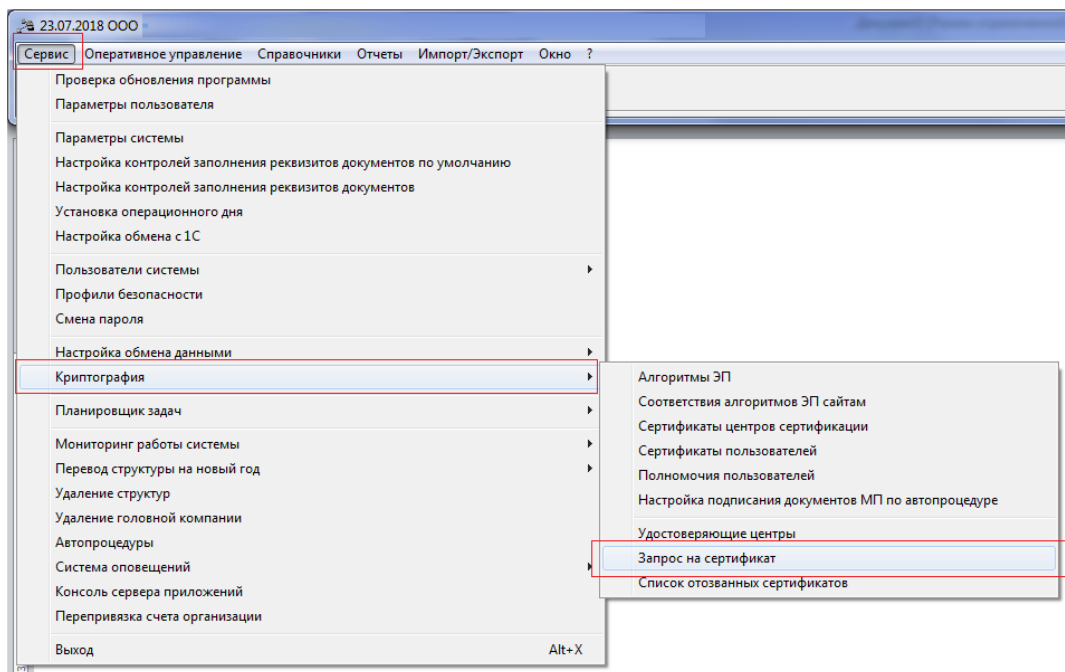 23.07.2018 ООО
Сервис Оперативное управление Справочники Отчеты Импорт/Экспорт Окно ?
Проверка обновления программы
Параметры пользователя
Параметры системы
Настройка контролей заполнения реквизитов документов по умолчанию
Настройка контролей заполнения реквизитов документов
Установка операционного дня
Настройка обмена с 1С
Пользователи системы
Профили безопасности
Смена пароля
Настройка обмена данными
Криптография
Планировщик задач
Мониторинг работы системы
Перевод структуры на новый год
Удаление структур
Удаление головной компании
Автопроцедуры
Система оповещений
Консоль сервера приложений
Перепривязка счета организации
Выход Alt+X
Алгоритмы ЭП
Соответствия алгоритмов ЭП сайтам
Сертификаты центров сертификации
Сертификаты пользователей
Полномочия пользователей
Настройка подписания документов МП по автопроцедуре
Удостоверяющие центры
Запрос на сертификат
Список отозванных сертификатов